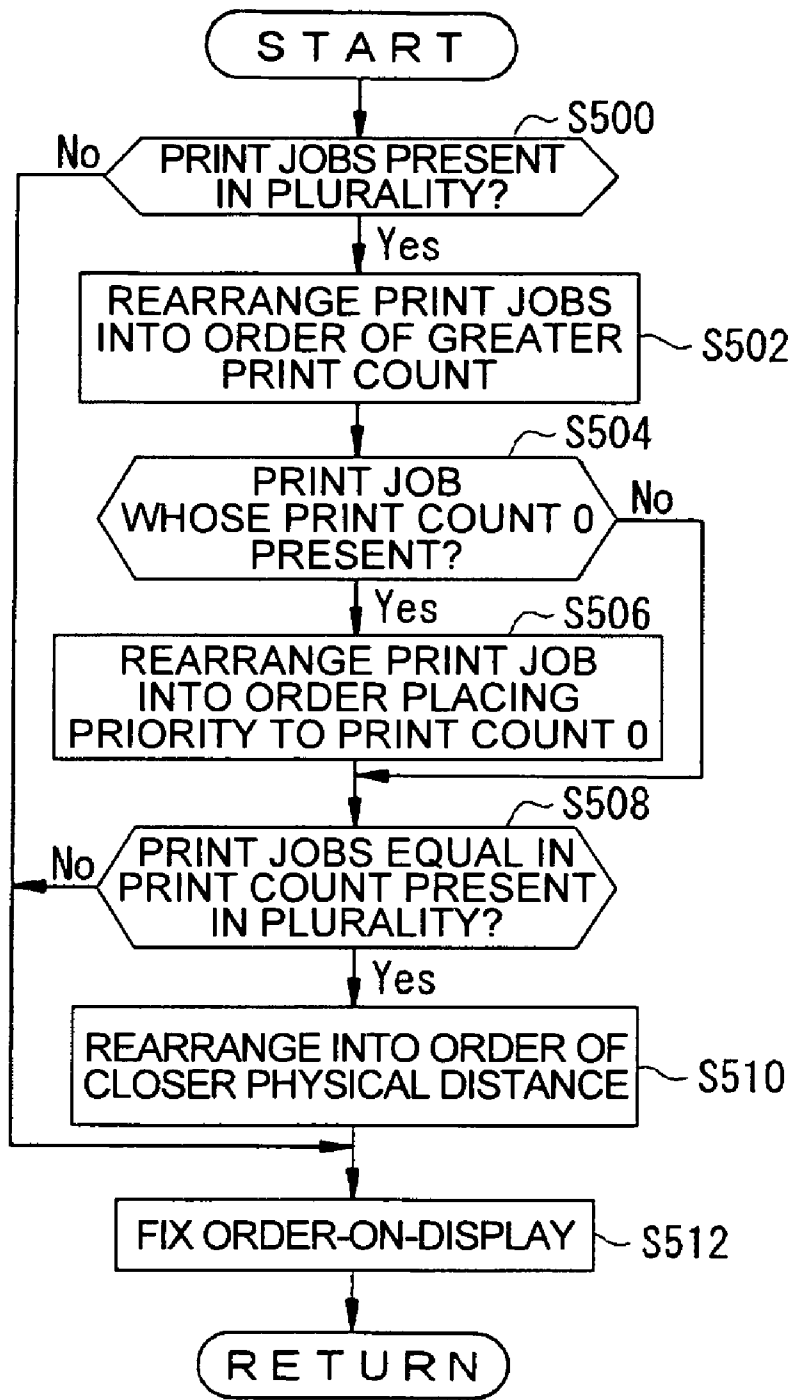 START
S500
No
PRINT JOBS PRESENT
IN PLURALITY?
Yes
REARRANGE PRINT JOBS
INTO ORDER OF GREATER
PRINT COUNT
S502
S504
PRINT JOB
WHOSE PRINT COUNT 0
PRESENT?
No
Yes
S506
REARRANGE PRINT JOB
INTO ORDER PLACING
PRIORITY TO PRINT COUNT 0
S508
No
PRINT JOBS EQUAL IN
PRINT COUNT PRESENT
IN PLURALITY?
Yes
REARRANGE INTO ORDER OF
CLOSER PHYSICAL DISTANCE
S510
FIX ORDER-ON-DISPLAY
S512
RETURN